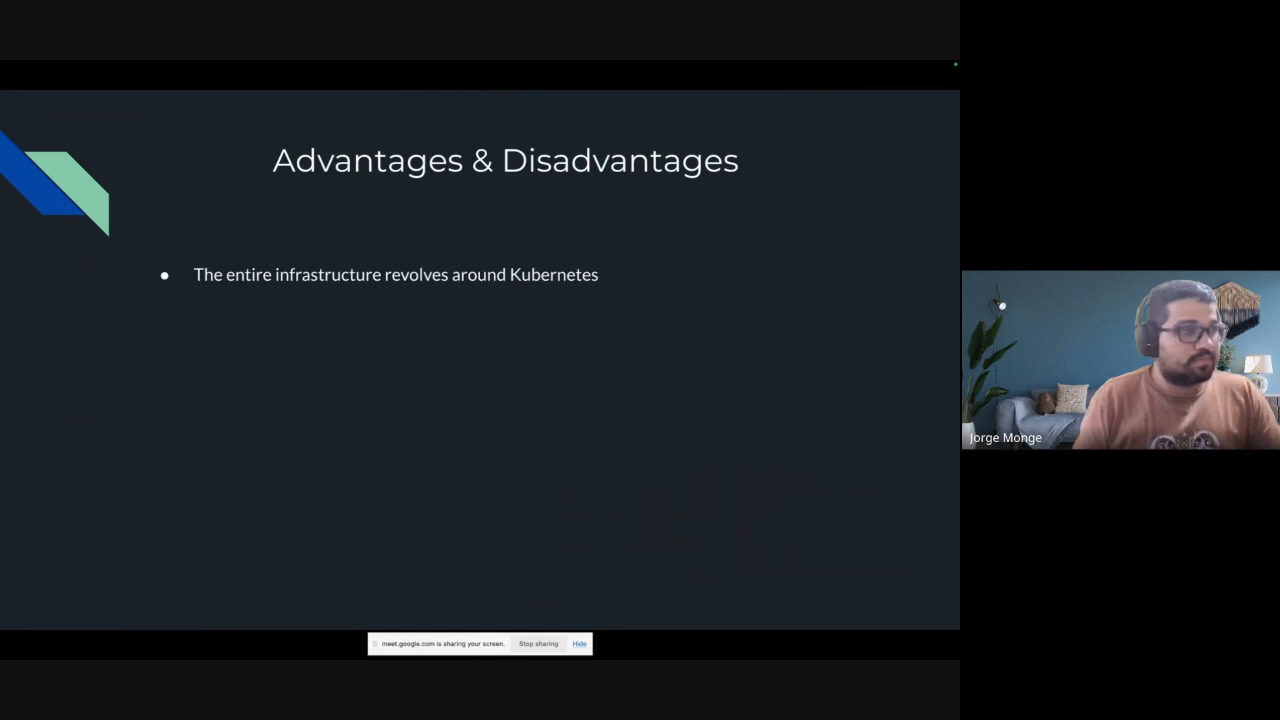 Advantages & Disadvantages
● The entire infrastructure revolves around Kubernetes
Jorge Monge
meet.google.com is sharing your screen. Stop sharing Hide